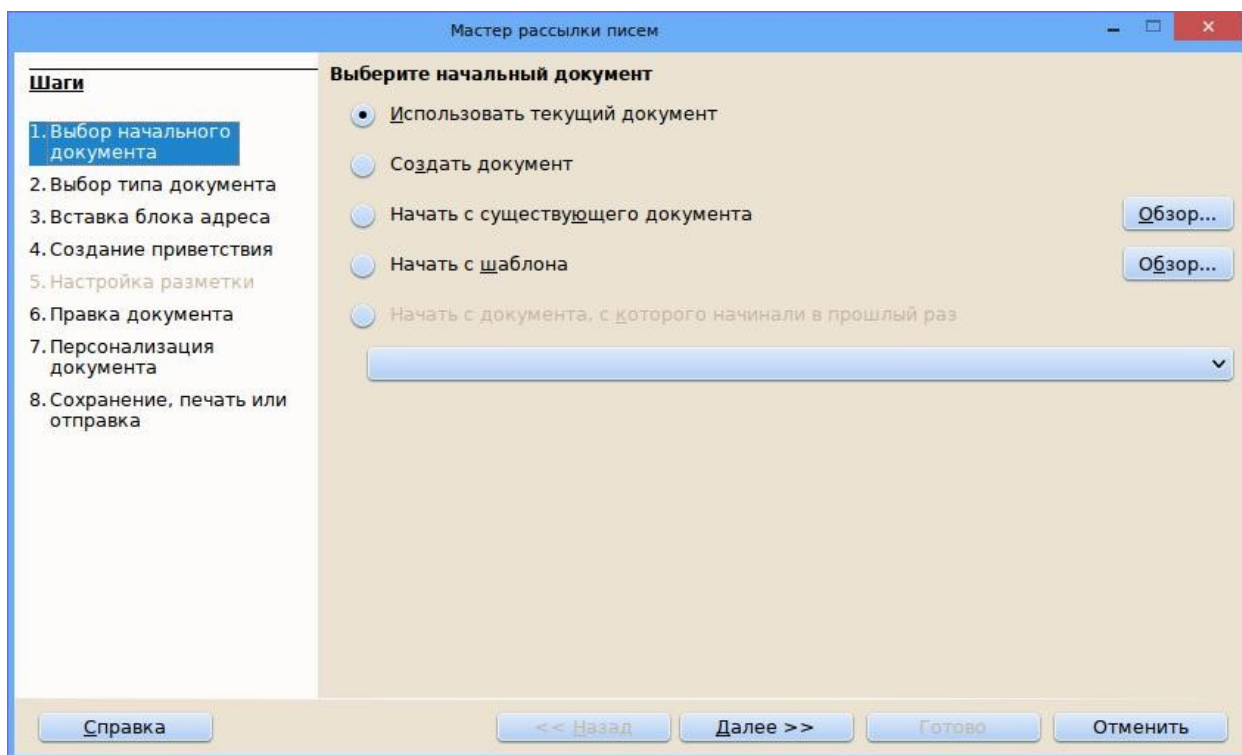 Мастер рассылки писем
Шаги
1. Выбор начального
документа
2. Выбор типа документа
3. Вставка блока адреса
4. Создание приветствия
5. Настройка разметки
6. Правка документа
7. Персонализация
документа
8. Сохранение, печать или
отправка
Выберите начальный документ
Использовать текущий документ
Создать документ
Начать с существующего документа
Обзор...
Начать с шаблона
Обзор...
Начать с документа, с которого начинали в прошлый раз
Справка
<< Назад
Далее >>
Готово
Отменить